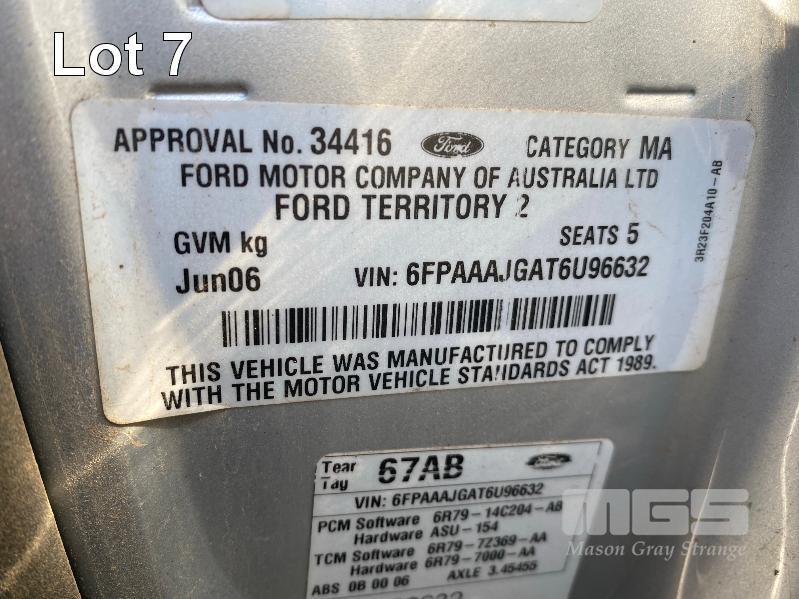 Lot 7
APPROVAL No. 34416 Ford CATEGORY MA
FORD MOTOR COMPANY OF AUSTRALIA LTD
FORD TERRITORY 2
GVM kg SEATS 5
Jun06 VIN: 6FPAAAJGAT6U96632
THIS VEHICLE WAS MANUFACTURED TO COMPLY
WITH THE MOTOR VEHICLE STANDARDS ACT 1989.
3R23F204A10-AB
Tear 67AB Ford
Tay
VIN: 6FPAAAJGAT6U96632
PCM Software 6R79-14C204-AB
Hardware ASU-154
TCM Software 6R79-7Z369-AA
Hardware 6R79-7000-AA
ABS 0B 00 06 AXLE 3.45455
MGS
Mason Gray Strange